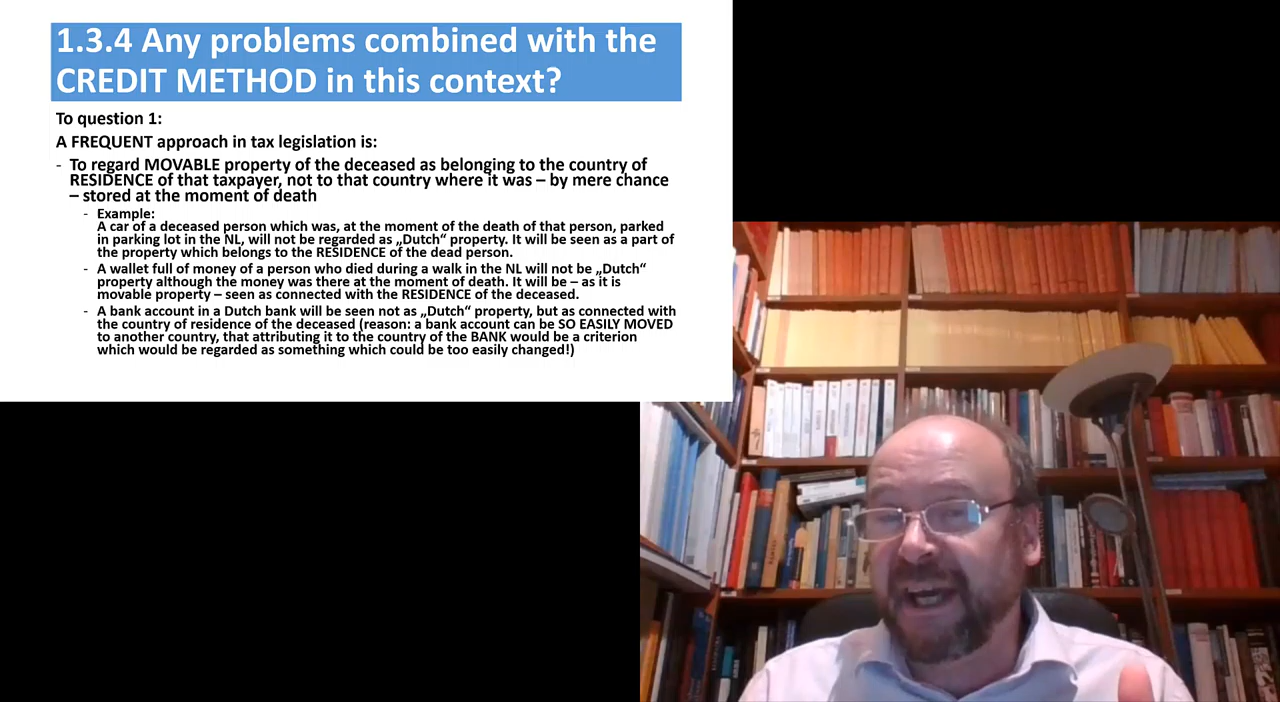 1.3.4 Any problems combined with the
CREDIT METHOD in this context?
To question 1:
A FREQUENT approach in tax legislation is:
- To regard MOVABLE property of the deceased as belonging to the country of
RESIDENCE of that taxpayer, not to that country where it was – by mere chance
– stored at the moment of death
- Example:
A car of a deceased person which was, at the moment of the death of that person, parked
in parking lot in the NL, will not be regarded as „Dutch“ property. It will be seen as a part of
the property which belongs to the RESIDENCE of the dead person.
- A wallet full of money of a person who died during a walk in the NL will not be „Dutch“
property although the money was there at the moment of death. It will be – as it is
movable property – seen as connected with the RESIDENCE of the deceased.
- A bank account in a Dutch bank will be seen not as „Dutch“ property, but as connected with
the country of residence of the deceased (reason: a bank account can be SO EASILY MOVED
to another country, that attributing it to the country of the BANK would be a criterion
which would be regarded as something which could be too easily changed!)